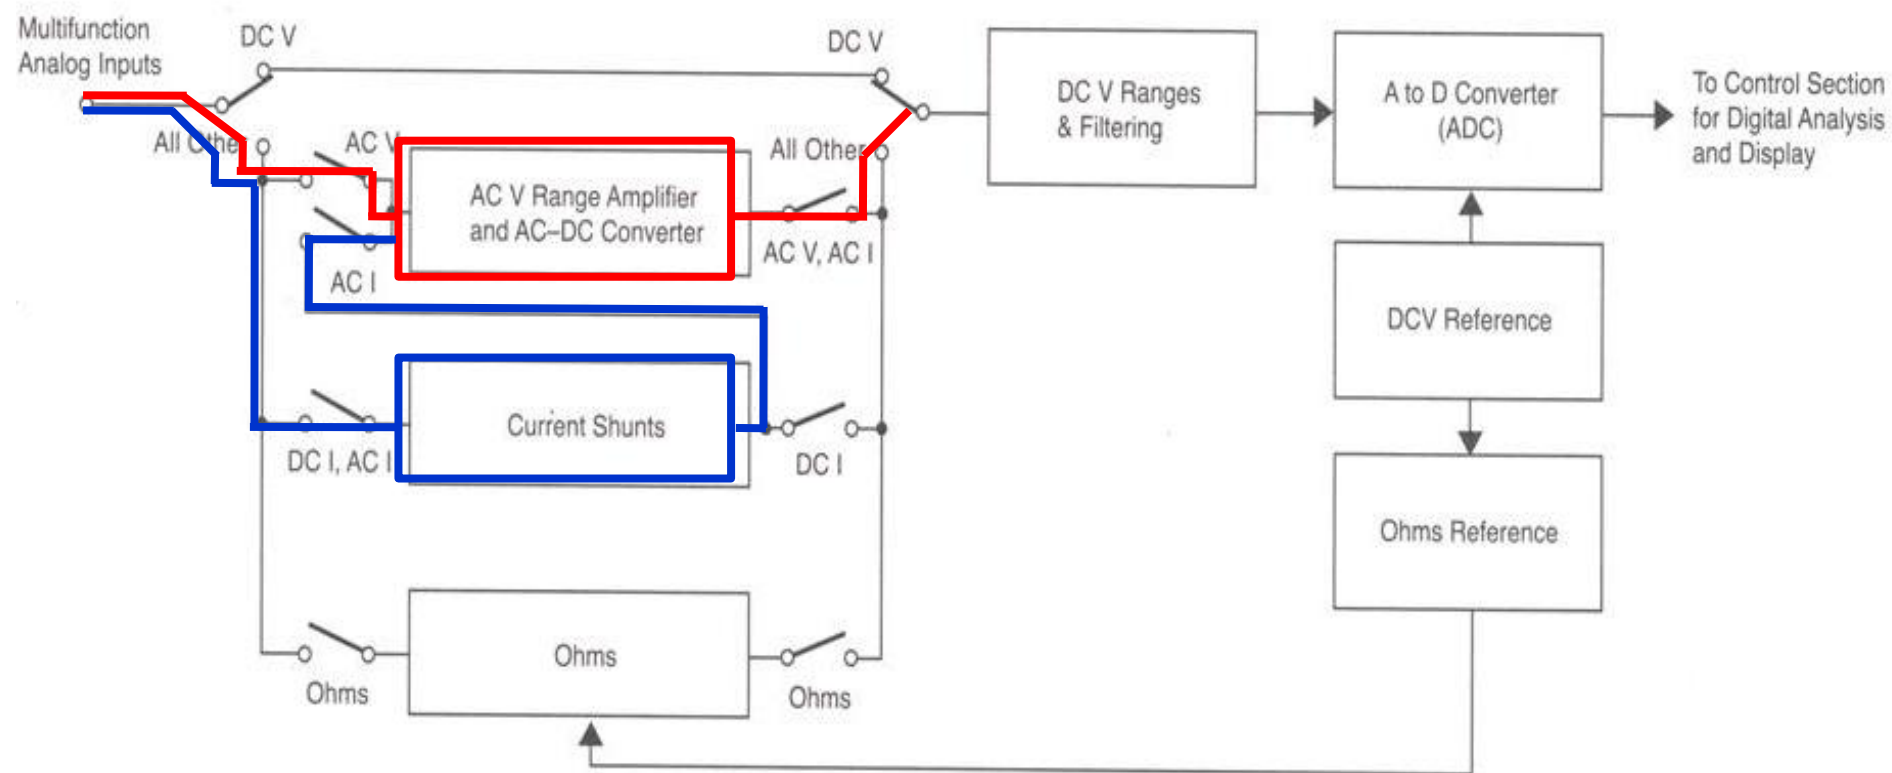 Multifunction
Analog Inputs
DC V
DC V
DC V Ranges
& Filtering
A to D Converter
(ADC)
To Control Section
for Digital Analysis
and Display
All Other
AC V
All Other
AC V Range Amplifier
and AC–DC Converter
AC V, AC I
AC I
DCV Reference
Current Shunts
DC I, AC I
DC I
Ohms Reference
Ohms
Ohms
Ohms